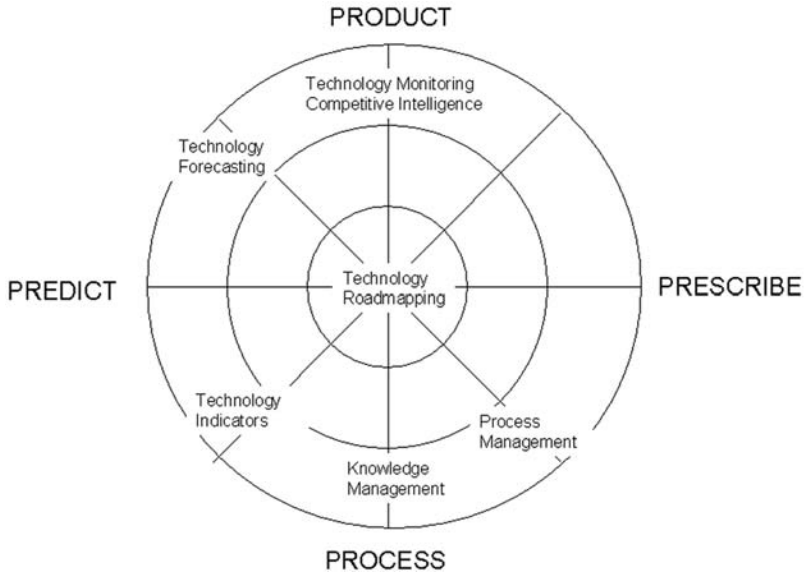 PRODUCT
Technology Monitoring
Competitive Intelligence
Technology
Forecasting
PREDICT
Technology
Roadmapping
PRESCRIBE
Technology
Indicators
Process
Management
Knowledge
Management
PROCESS